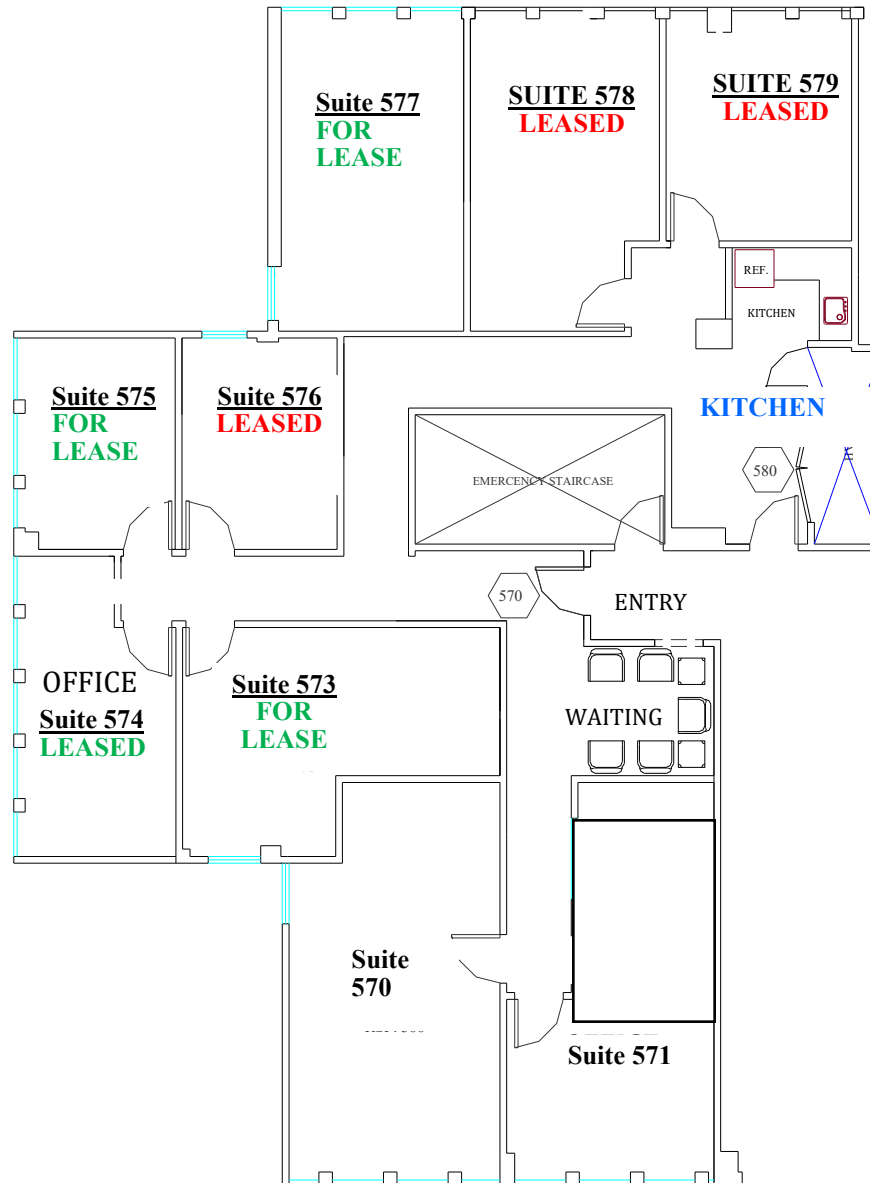 Suite 577
FOR
LEASE
SUITE 578
LEASED
SUITE 579
LEASED
REF.
KITCHEN
Suite 575
FOR
LEASE
Suite 576
LEASED
KITCHEN
EMERCENCY STAIRCASE
580
570
ENTRY
OFFICE
Suite 574
LEASED
Suite 573
FOR
LEASE
WAITING
Suite
570
Suite 571